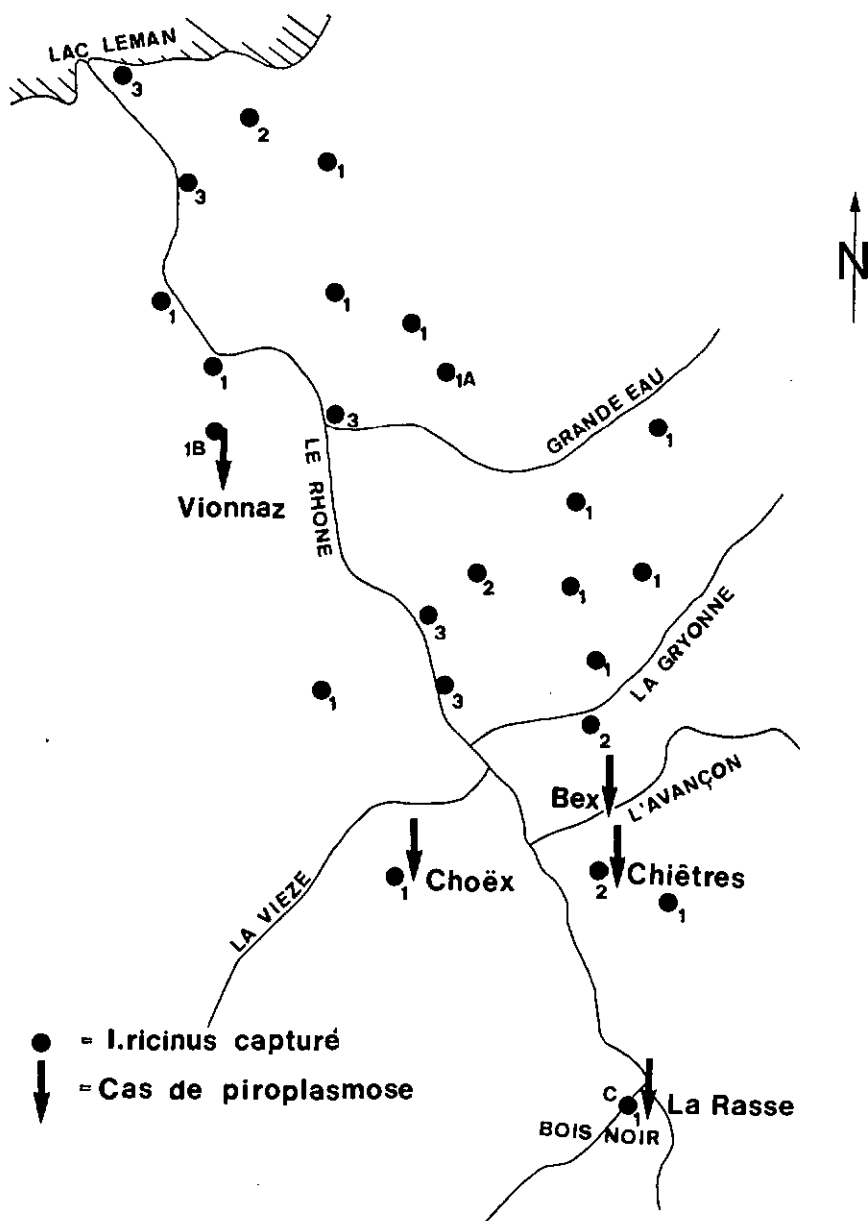 LAC LEMAN
3
2
1
3
N
1
1
1
1
1A
3
GRANDE EAU
1
1B
LE RHONE
Vionnaz
1
2
1
1
3
1
LA GRYONNE
1
3
2
Bex
L'AVANÇON
1
Choëx
2
Chiêtres
1
LA VIEZE
● = I.ricinus capturé
= Cas de piroplasmose
C
1
La Rasse
BOIS NOIR